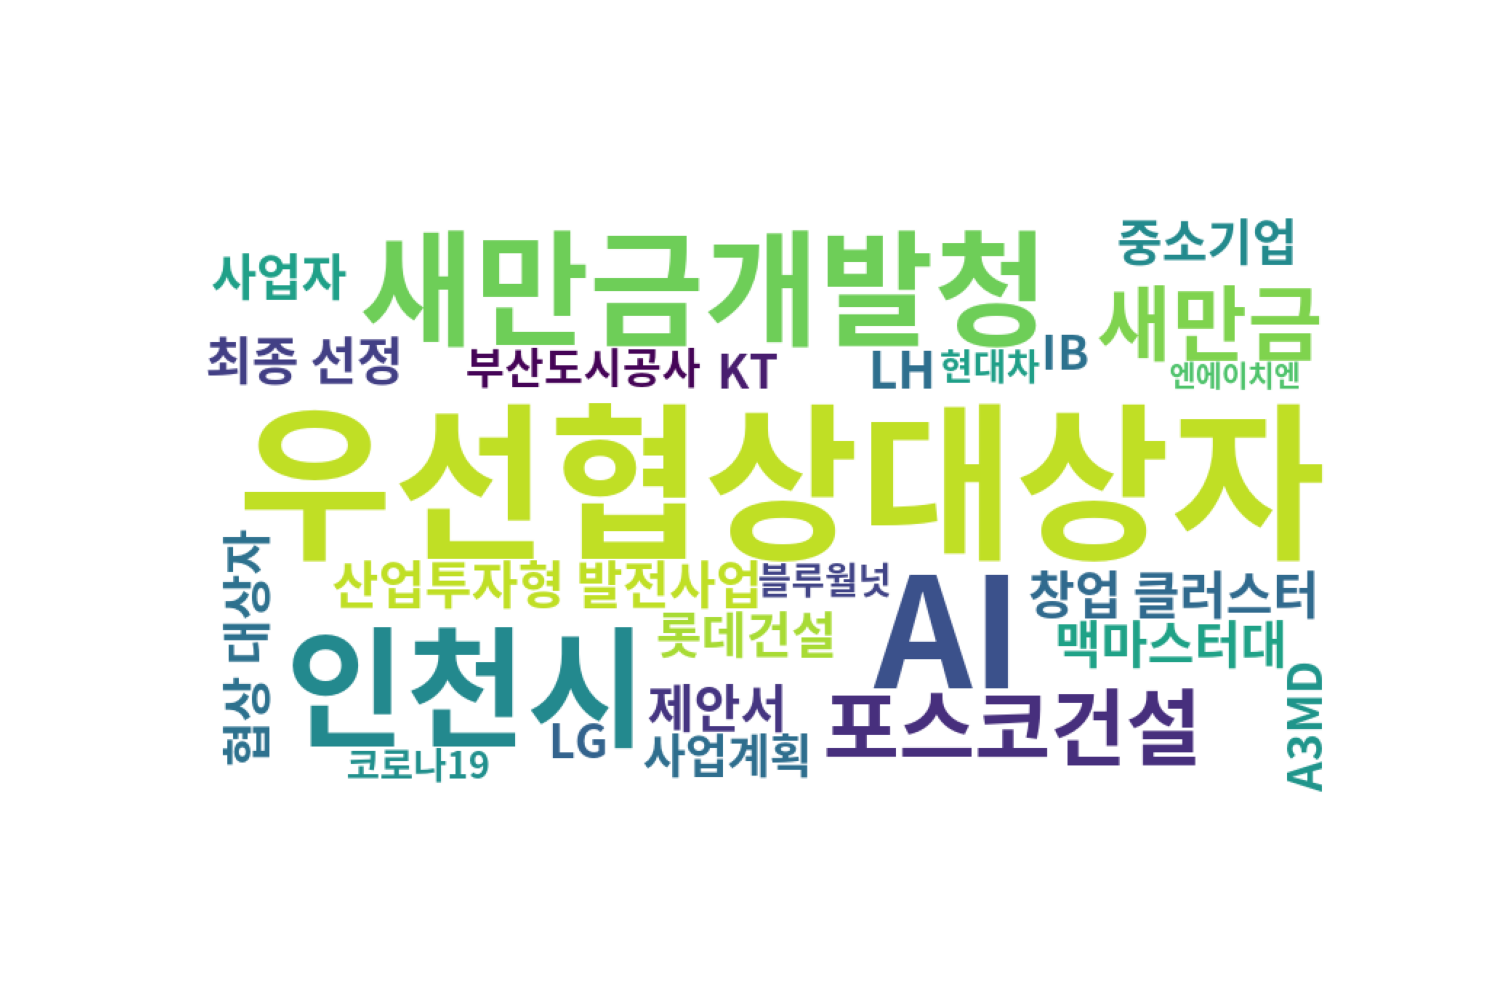 중소기업
사업자
새만금개발청
새만금
최종 선정
부산도시공사
KT
LH
현대차
IB
엔에이치엔
우선협상대상자
협상 대상자
산업투자형 발전사업
블루월넛
AI
창업 클러스터
롯데건설
맥마스터대
인천시
제안서
포스코건설
A3MD
LG
사업계획
코로나19